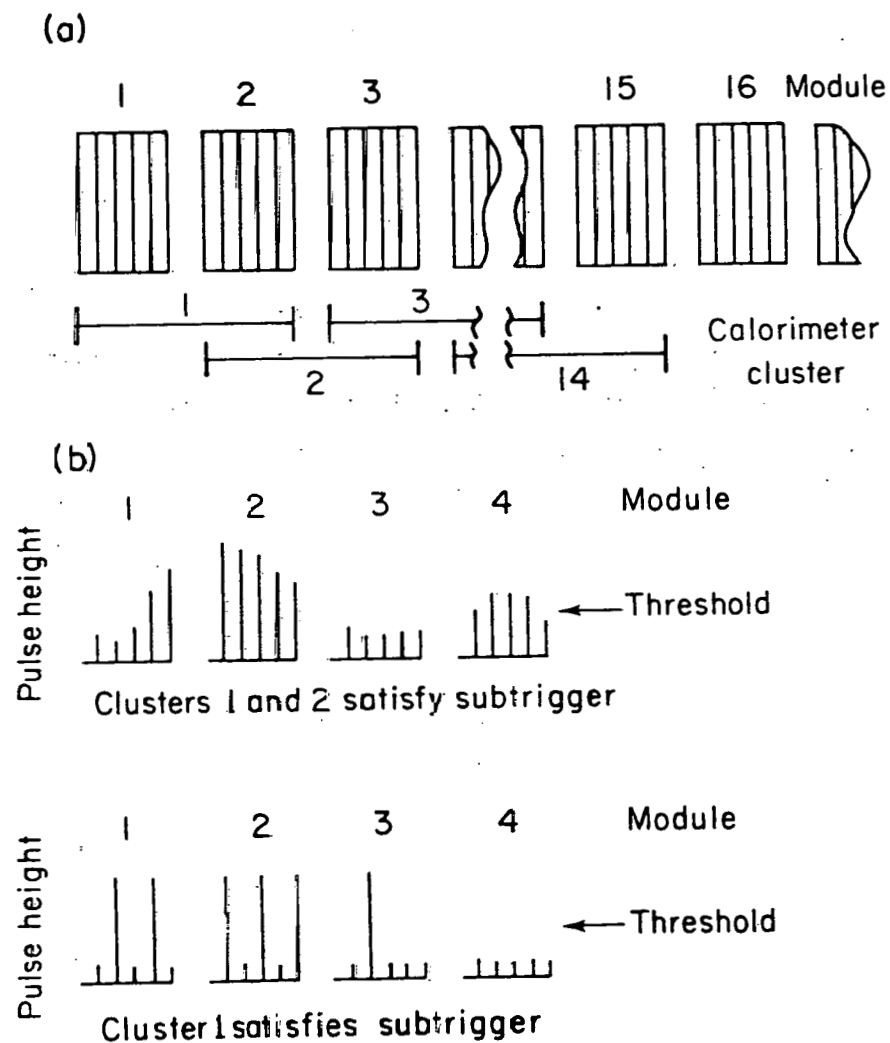 (a)
1 2 3 15 16 Module
1 3
2 14
Calorimeter
cluster
(b)
1 2 3 4 Module
Pulse height
Threshold
Clusters 1 and 2 satisfy subtrigger
1 2 3 4 Module
Pulse height
Threshold
Cluster 1 satisfies subtrigger